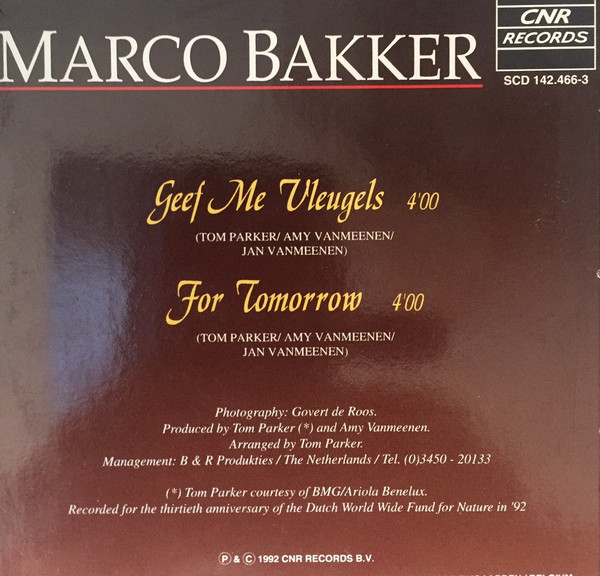 MARCO BAKKER
CNR
RECORDS
SCD 142.466-3
Geef Me Vleugels 4'00
(TOM PARKER/ AMY VANMEENEN/
JAN VANMEENEN)
For Tomorrow 4'00
(TOM PARKER/ AMY VANMEENEN/
JAN VANMEENEN)
Photography: Govert de Roos.
Produced by Tom Parker (*) and Amy Vanmeenen.
Arranged by Tom Parker.
Management: B & R Produkties / The Netherlands / Tel. (0)3450 - 20133
(*) Tom Parker courtesy of BMG/Ariola Benelux.
Recorded for the thirtieth anniversary of the Dutch World Wide Fund for Nature in '92
Ⓟ & Ⓒ 1992 CNR RECORDS B.V.